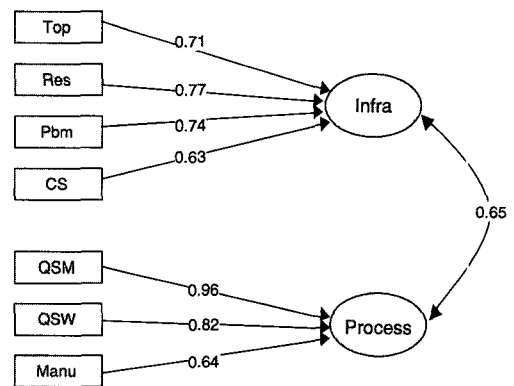 Top
0.71
Res
0.77
Infra
Pbm
0.74
CS
0.63
0.65
QSM
0.96
QSW
0.82
Process
Manu
0.64